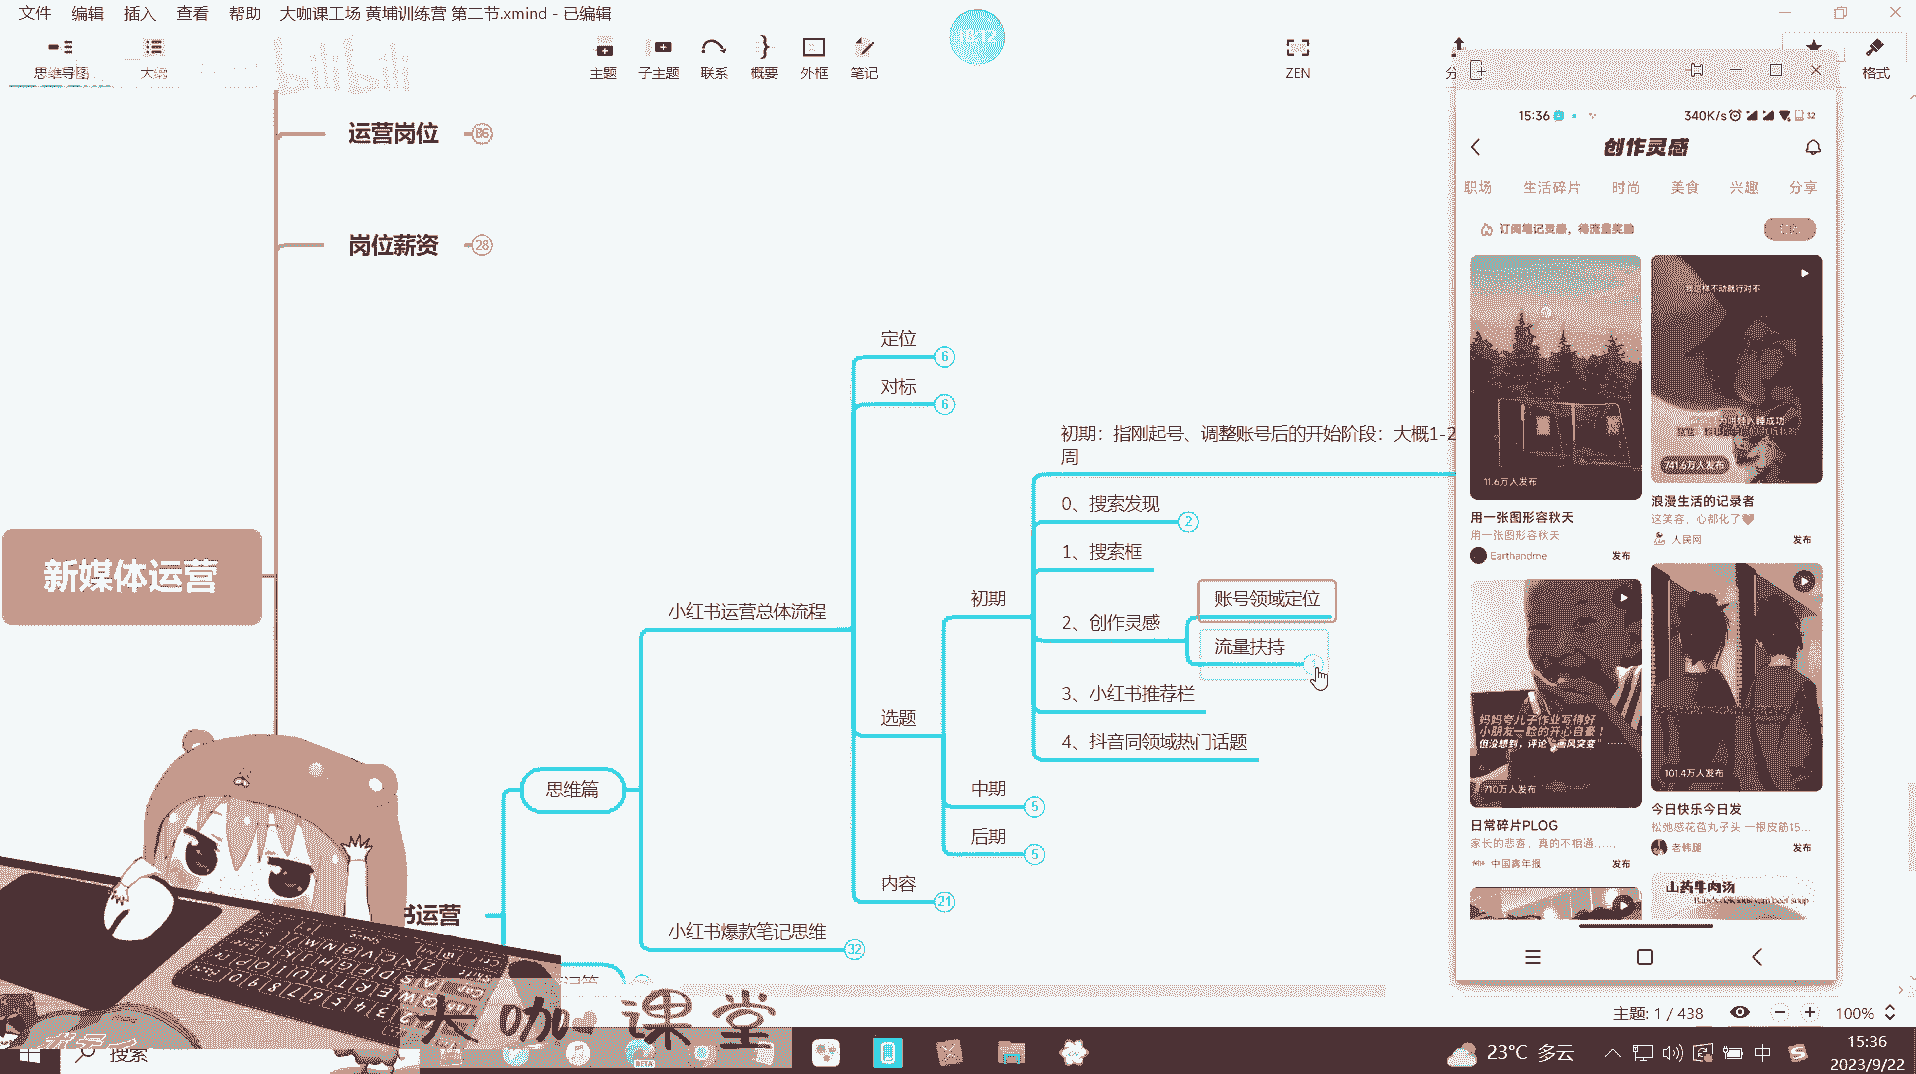 文件 编辑 插入 查看 帮助 大咖课工场 黄埔训练营 第二节.xmind - 已编辑
思维导图 大纲 主题 子主题 联系 概要 外框 笔记 ZEN 格式
bilibili
运营岗位
岗位薪资 28
新媒体运营
思维篇
小红书运营总体流程
小红书爆款笔记思维 32
定位 6
对标 6
选题
内容 21
初期
中期 5
后期 5
初期：指刚起号、调整账号后的开始阶段：大概1-2
周
0、搜索发现 2
1、搜索框
2、创作灵感
账号领域定位
流量扶持
3、小红书推荐栏
4、抖音同领域热门话题
书运营
15:36 340K/s 32
创作灵感
职场 生活碎片 时尚 美食 兴趣 分享
订阅笔记灵感，得流量奖励
11.6万人发布
741.6万人发布
用一张图形容秋天
用一张图形容秋天
Earthandme 发布
浪漫生活的记录者
这笑容，心都化了
人民网 发布
妈妈夸儿子作业写得好
小朋友一脸的开心自豪！
但没想到，评论区画风突变
710万人发布
日常碎片PLOG
家长的悲喜，真的不相通……
中国青年报 发布
101.4万人发布
今日快乐今日发
松弛感花苞丸子头 一根皮筋15...
老韩腿 发布
山药牛肉汤
大咖课堂
主题: 1 / 438 100%
搜索
BETA
23°C 多云 中 15:36
2023/9/22